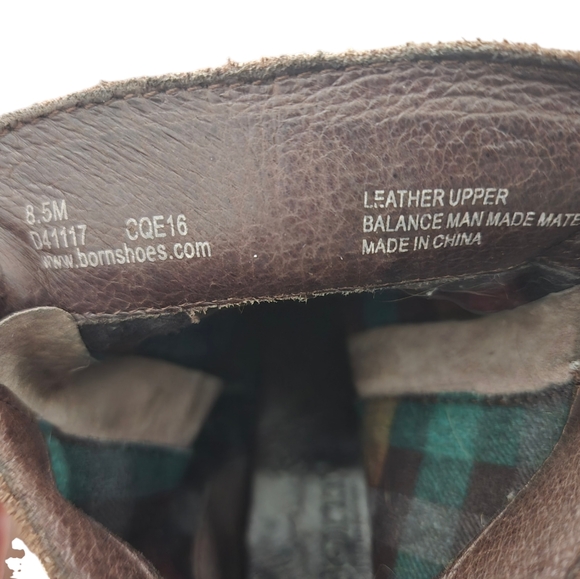 8.5M
D41117 CQE16
www.bornshoes.com
LEATHER UPPER
BALANCE MAN MADE MATE
MADE IN CHINA